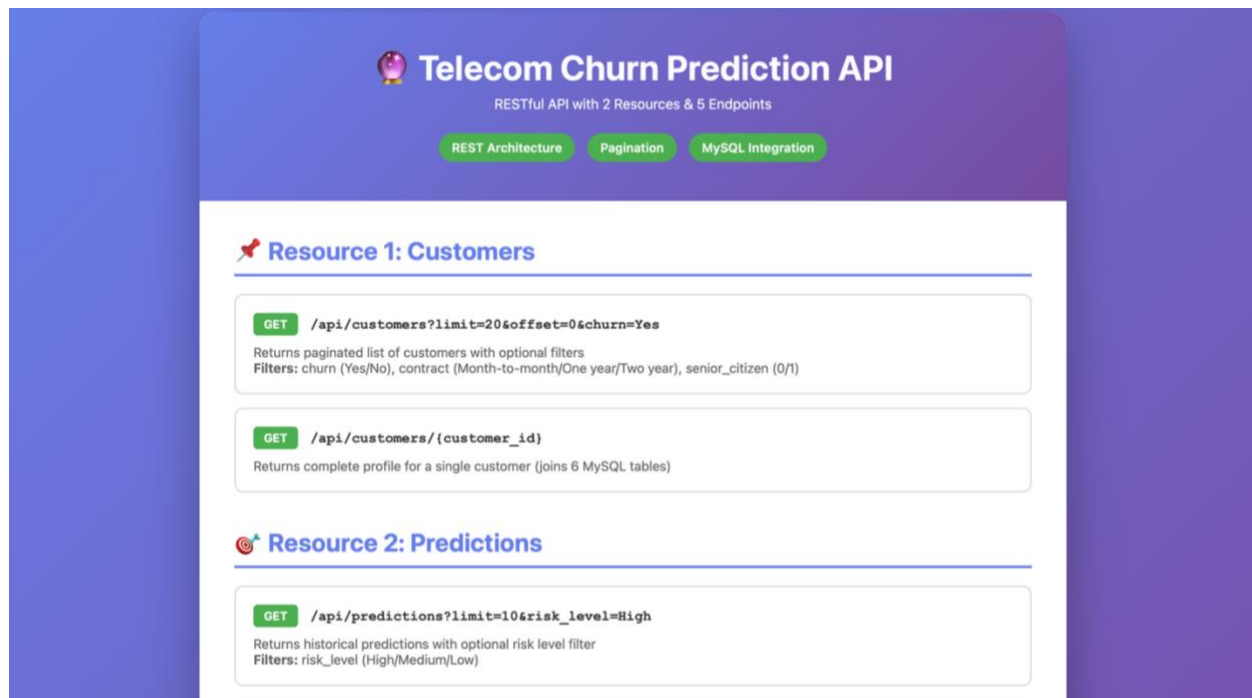 Telecom Churn Prediction API
RESTful API with 2 Resources & 5 Endpoints
REST Architecture Pagination MySQL Integration
Resource 1: Customers
GET /api/customers?limit=20&offset=0&churn=Yes
Returns paginated list of customers with optional filters
Filters: churn (Yes/No), contract (Month-to-month/One year/Two year), senior_citizen (0/1)
GET /api/customers/{customer_id}
Returns complete profile for a single customer (joins 6 MySQL tables)
Resource 2: Predictions
GET /api/predictions?limit=10&risk_level=High
Returns historical predictions with optional risk level filter
Filters: risk_level (High/Medium/Low)